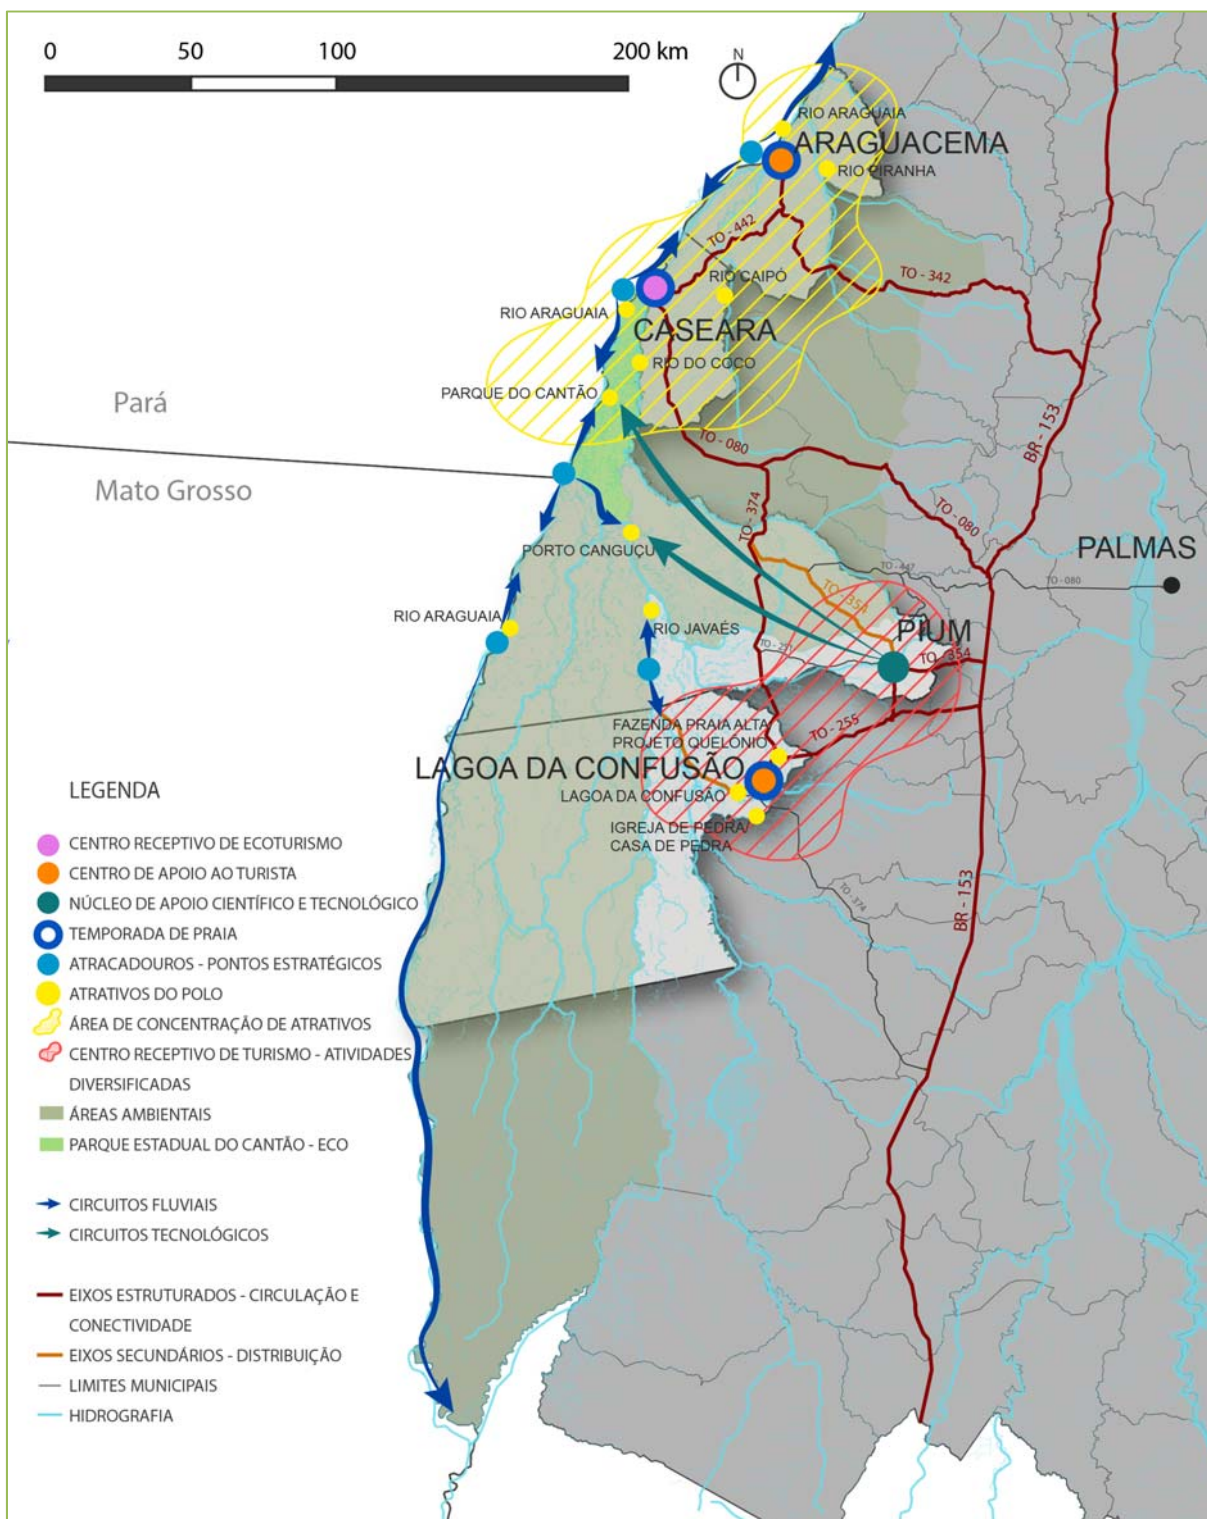 0 50 100 200 km
N
RIO ARAGUAIA
ARAGUACEMA
RIO PIRANHA
TO - 442
RIO CAIPÓ
TO - 342
RIO ARAGUAIA
CASEARA
RIO DO COCO
PARQUE DO CANTÃO
Pará
BR - 153
TO - 080
Mato Grosso
TO - 374
TO - 080
PALMAS
PORTO CANGUÇU
TO - 447
TO - 080
TO - 354
RIO ARAGUAIA
RIO JAVAÉS
PIUM
TO - 354
FAZENDA PRAIA ALTA
PROJETO QUELÔNIO
TO - 255
LAGOA DA CONFUSÃO
LAGOA DA CONFUSÃO
IGREJA DE PEDRA/
CASA DE PEDRA
TO - 374
BR - 153
LEGENDA
CENTRO RECEPTIVO DE ECOTURISMO
CENTRO DE APOIO AO TURISTA
NÚCLEO DE APOIO CIENTÍFICO E TECNOLÓGICO
TEMPORADA DE PRAIA
ATRACADOUROS - PONTOS ESTRATÉGICOS
ATRATIVOS DO POLO
ÁREA DE CONCENTRAÇÃO DE ATRATIVOS
CENTRO RECEPTIVO DE TURISMO - ATIVIDADES
DIVERSIFICADAS
ÁREAS AMBIENTAIS
PARQUE ESTADUAL DO CANTÃO - ECO
CIRCUITOS FLUVIAIS
CIRCUITOS TECNOLÓGICOS
EIXOS ESTRUTURADOS - CIRCULAÇÃO E
CONECTIVIDADE
EIXOS SECUNDÁRIOS - DISTRIBUIÇÃO
LIMITES MUNICIPAIS
HIDROGRAFIA